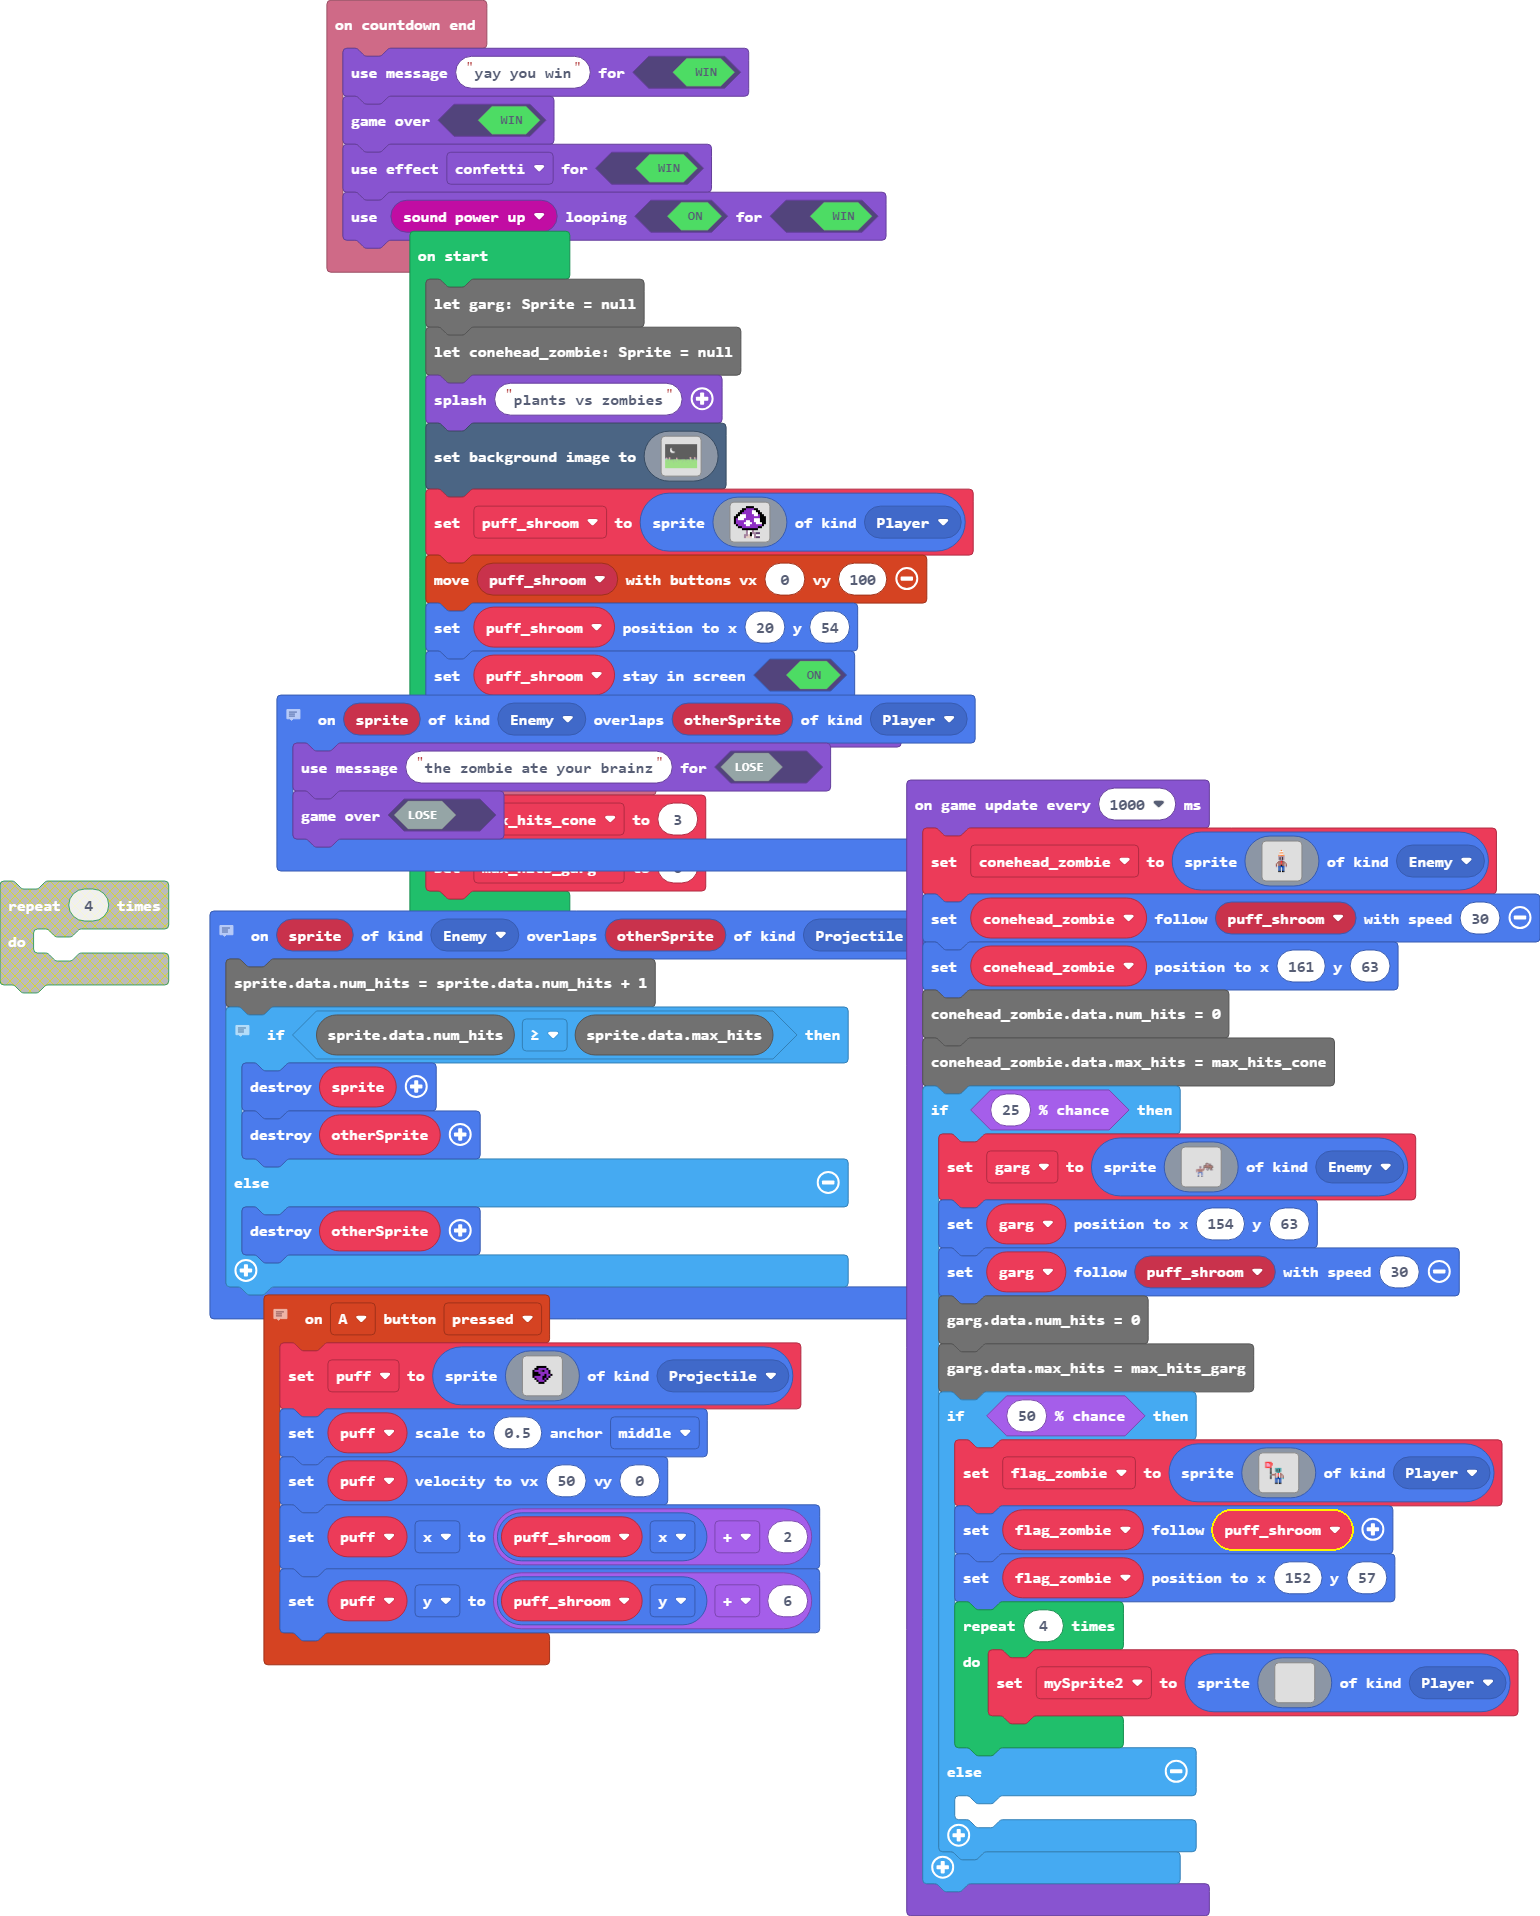 on countdown end
use message "yay you win" for WIN
game over WIN
use effect confetti for WIN
use sound power up looping ON for WIN
on start
let garg: Sprite = null
let conehead_zombie: Sprite = null
splash "plants vs zombies"
set background image to
set puff_shroom to sprite of kind Player
move puff_shroom with buttons vx 0 vy 100
set puff_shroom position to x 20 y 54
set puff_shroom stay in screen ON
on sprite of kind Enemy overlaps otherSprite of kind Player
use message "the zombie ate your brainz" for LOSE
game over LOSE
_hits_cone to 3
repeat 4 times
do
on sprite of kind Enemy overlaps otherSprite of kind Projectile
sprite.data.num_hits = sprite.data.num_hits + 1
if sprite.data.num_hits ≥ sprite.data.max_hits then
destroy sprite
destroy otherSprite
else
destroy otherSprite
on A button pressed
set puff to sprite of kind Projectile
set puff scale to 0.5 anchor middle
set puff velocity to vx 50 vy 0
set puff x to puff_shroom x + 2
set puff y to puff_shroom y + 6
on game update every 1000 ms
set conehead_zombie to sprite of kind Enemy
set conehead_zombie follow puff_shroom with speed 30
set conehead_zombie position to x 161 y 63
conehead_zombie.data.num_hits = 0
conehead_zombie.data.max_hits = max_hits_cone
if 25 % chance then
set garg to sprite of kind Enemy
set garg position to x 154 y 63
set garg follow puff_shroom with speed 30
garg.data.num_hits = 0
garg.data.max_hits = max_hits_garg
if 50 % chance then
set flag_zombie to sprite of kind Player
set flag_zombie follow puff_shroom
set flag_zombie position to x 152 y 57
repeat 4 times
do set mySprite2 to sprite of kind Player
else